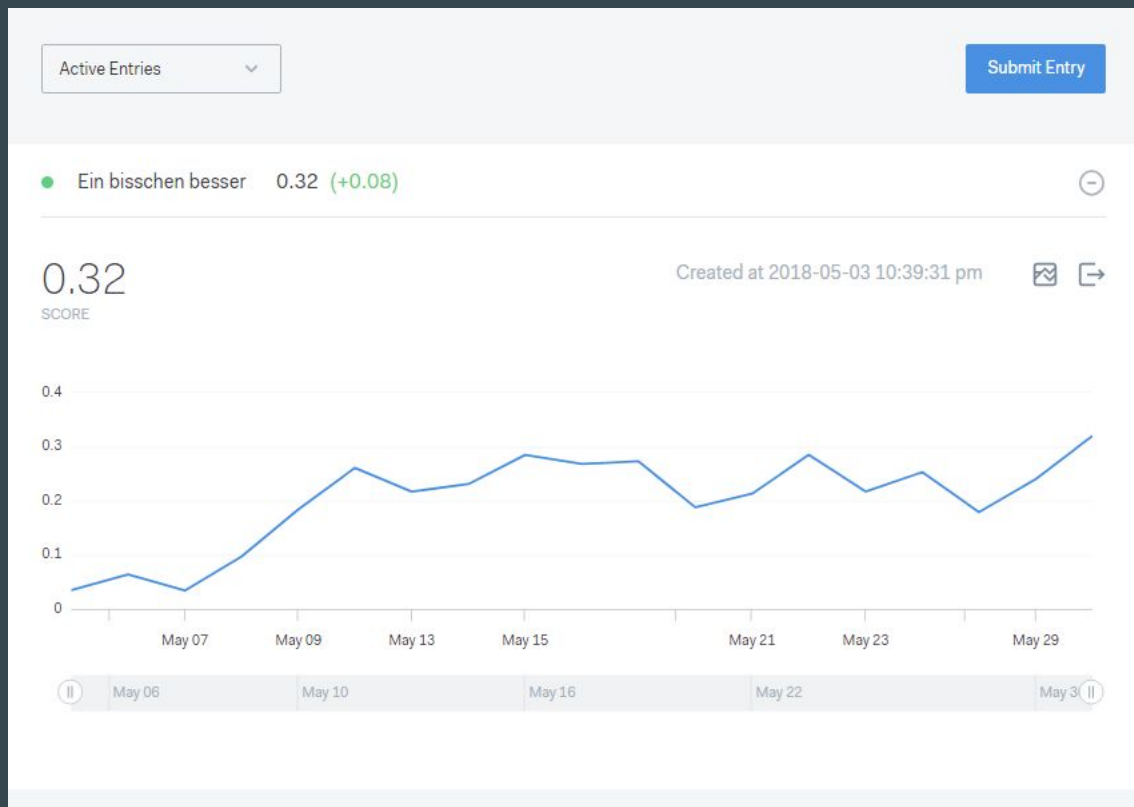 Active Entries
Submit Entry
Ein bisschen besser 0.32 (+0.08)
0.32
Created at 2018-05-03 10:39:31 pm
SCORE
0.4
0.3
0.2
0.1
0
May 07 May 09 May 13 May 15 May 21 May 23 May 29
May 06 May 10 May 16 May 22 May 3